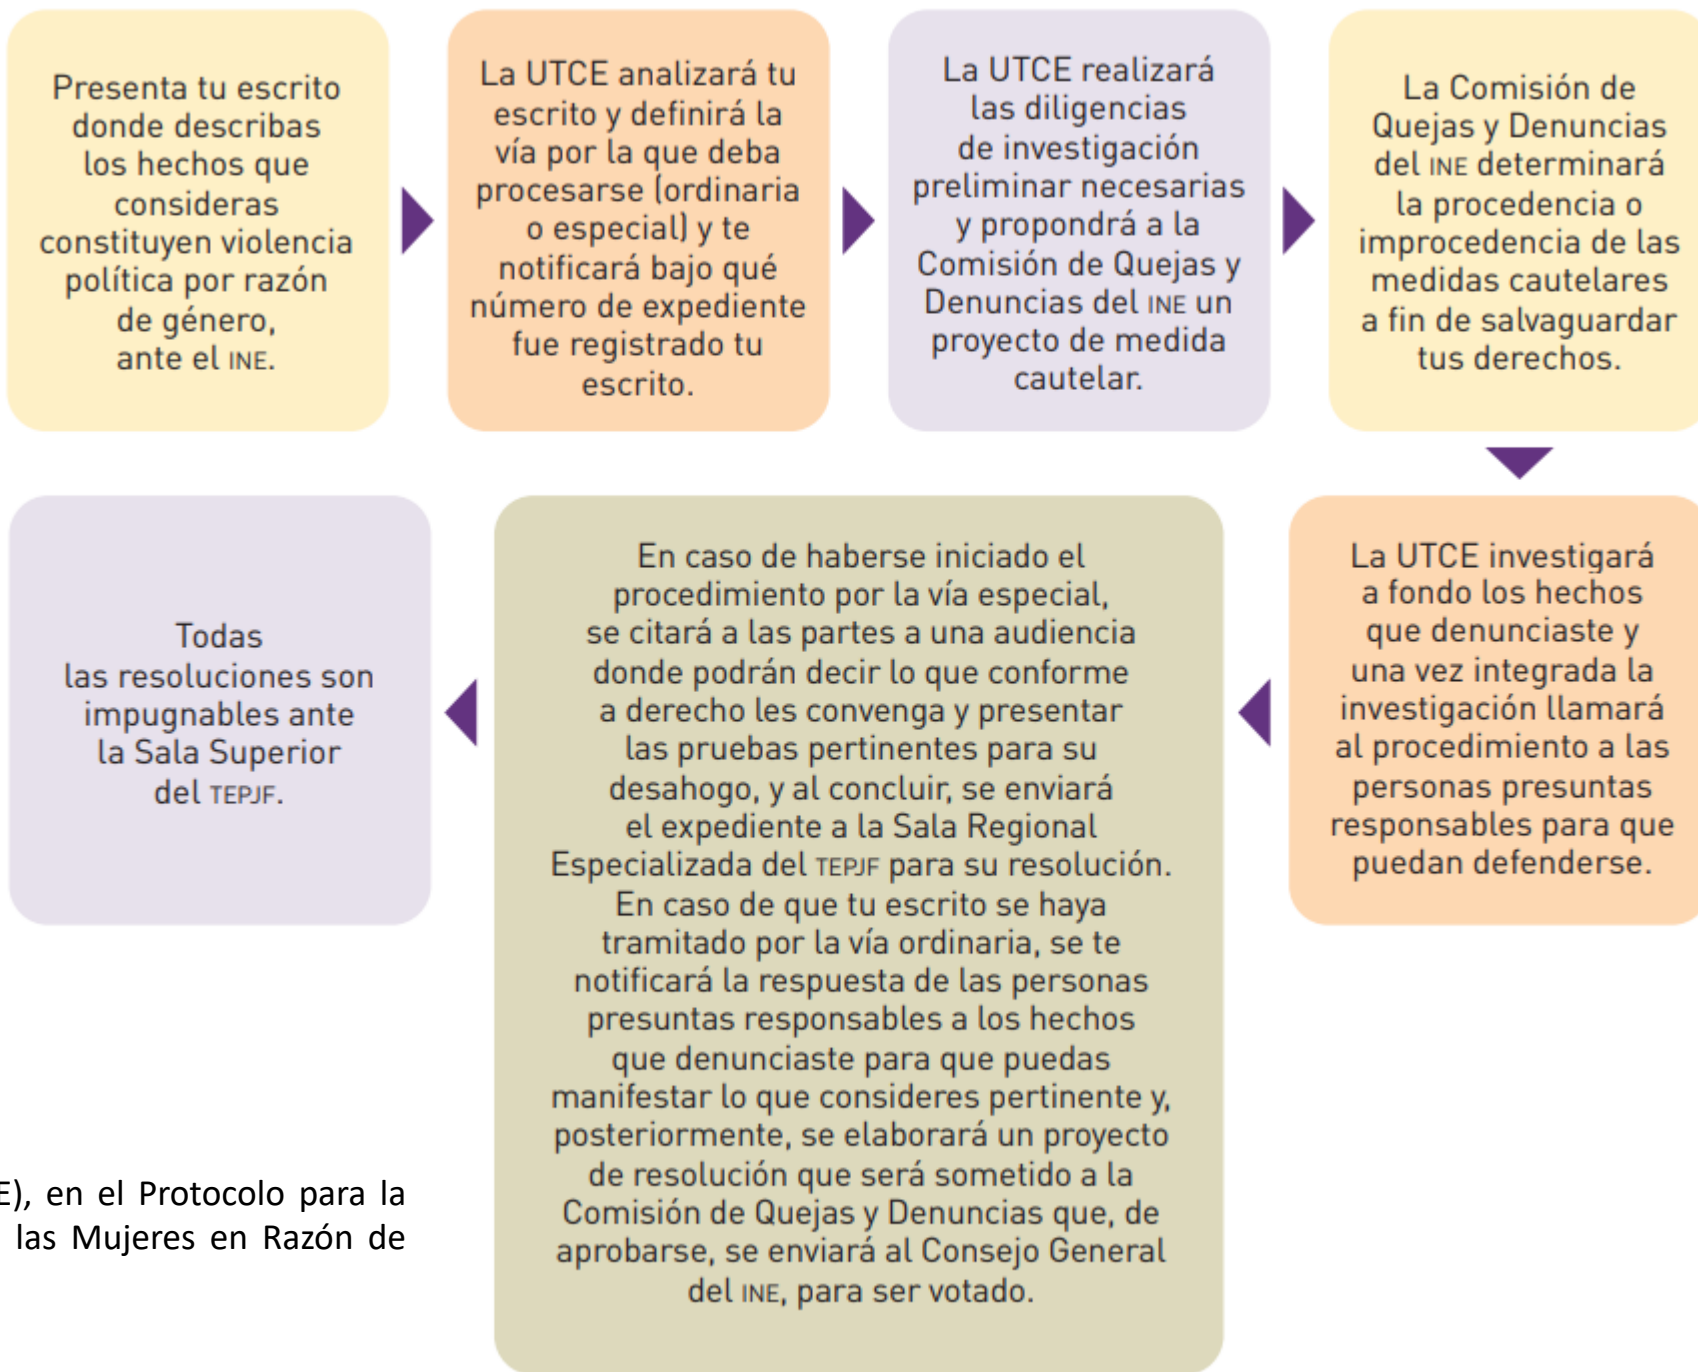 Presenta tu escrito
donde describas
los hechos que
consideras
constituyen violencia
política por razón
de género,
ante el INE.
La UTCE analizará tu
escrito y definirá la
vía por la que deba
procesarse (ordinaria
o especial) y te
notificará bajo qué
número de expediente
fue registrado tu
escrito.
La UTCE realizará
las diligencias
de investigación
preliminar necesarias
y propondrá a la
Comisión de Quejas y
Denuncias del INE un
proyecto de medida
cautelar.
La Comisión de
Quejas y Denuncias
del INE determinará
la procedencia o
improcedencia de las
medidas cautelares
a fin de salvaguardar
tus derechos.
La UTCE investigará
a fondo los hechos
que denunciaste y
una vez integrada la
investigación llamará
al procedimiento a las
personas presuntas
responsables para que
puedan defenderse.
En caso de haberse iniciado el
procedimiento por la vía especial,
se citará a las partes a una audiencia
donde podrán decir lo que conforme
a derecho les convenga y presentar
las pruebas pertinentes para su
desahogo, y al concluir, se enviará
el expediente a la Sala Regional
Especializada del TEPJF para su resolución.
En caso de que tu escrito se haya
tramitado por la vía ordinaria, se te
notificará la respuesta de las personas
presuntas responsables a los hechos
que denunciaste para que puedas
manifestar lo que consideres pertinente y,
posteriormente, se elaborará un proyecto
de resolución que será sometido a la
Comisión de Quejas y Denuncias que, de
aprobarse, se enviará al Consejo General
del INE, para ser votado.
Todas
las resoluciones son
impugnables ante
la Sala Superior
del TEPJF.
E), en el Protocolo para la
las Mujeres en Razón de